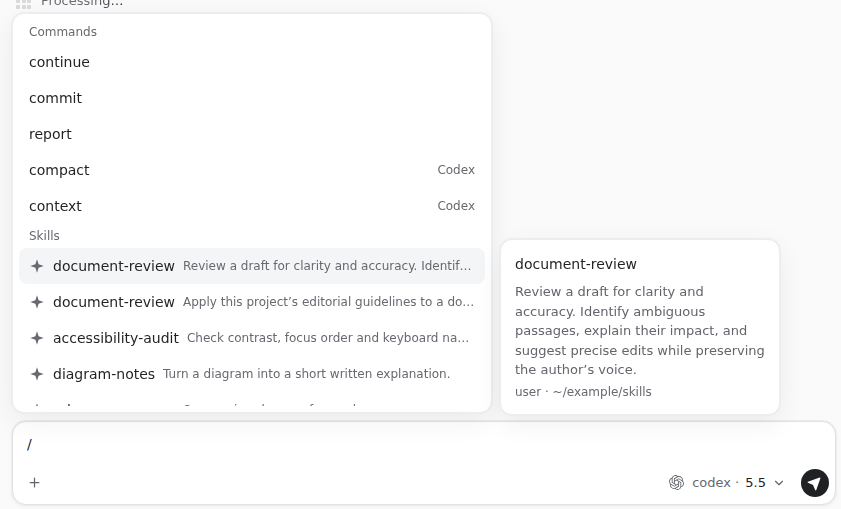 Processing...
Commands
continue
commit
report
compact Codex
context Codex
Skills
document-review Review a draft for clarity and accuracy. Identif...
document-review Apply this project’s editorial guidelines to a do...
accessibility-audit Check contrast, focus order and keyboard na...
diagram-notes Turn a diagram into a short written explanation.
document-review
Review a draft for clarity and
accuracy. Identify ambiguous
passages, explain their impact, and
suggest precise edits while preserving
the author’s voice.
user · ~/example/skills
/
+
codex · 5.5